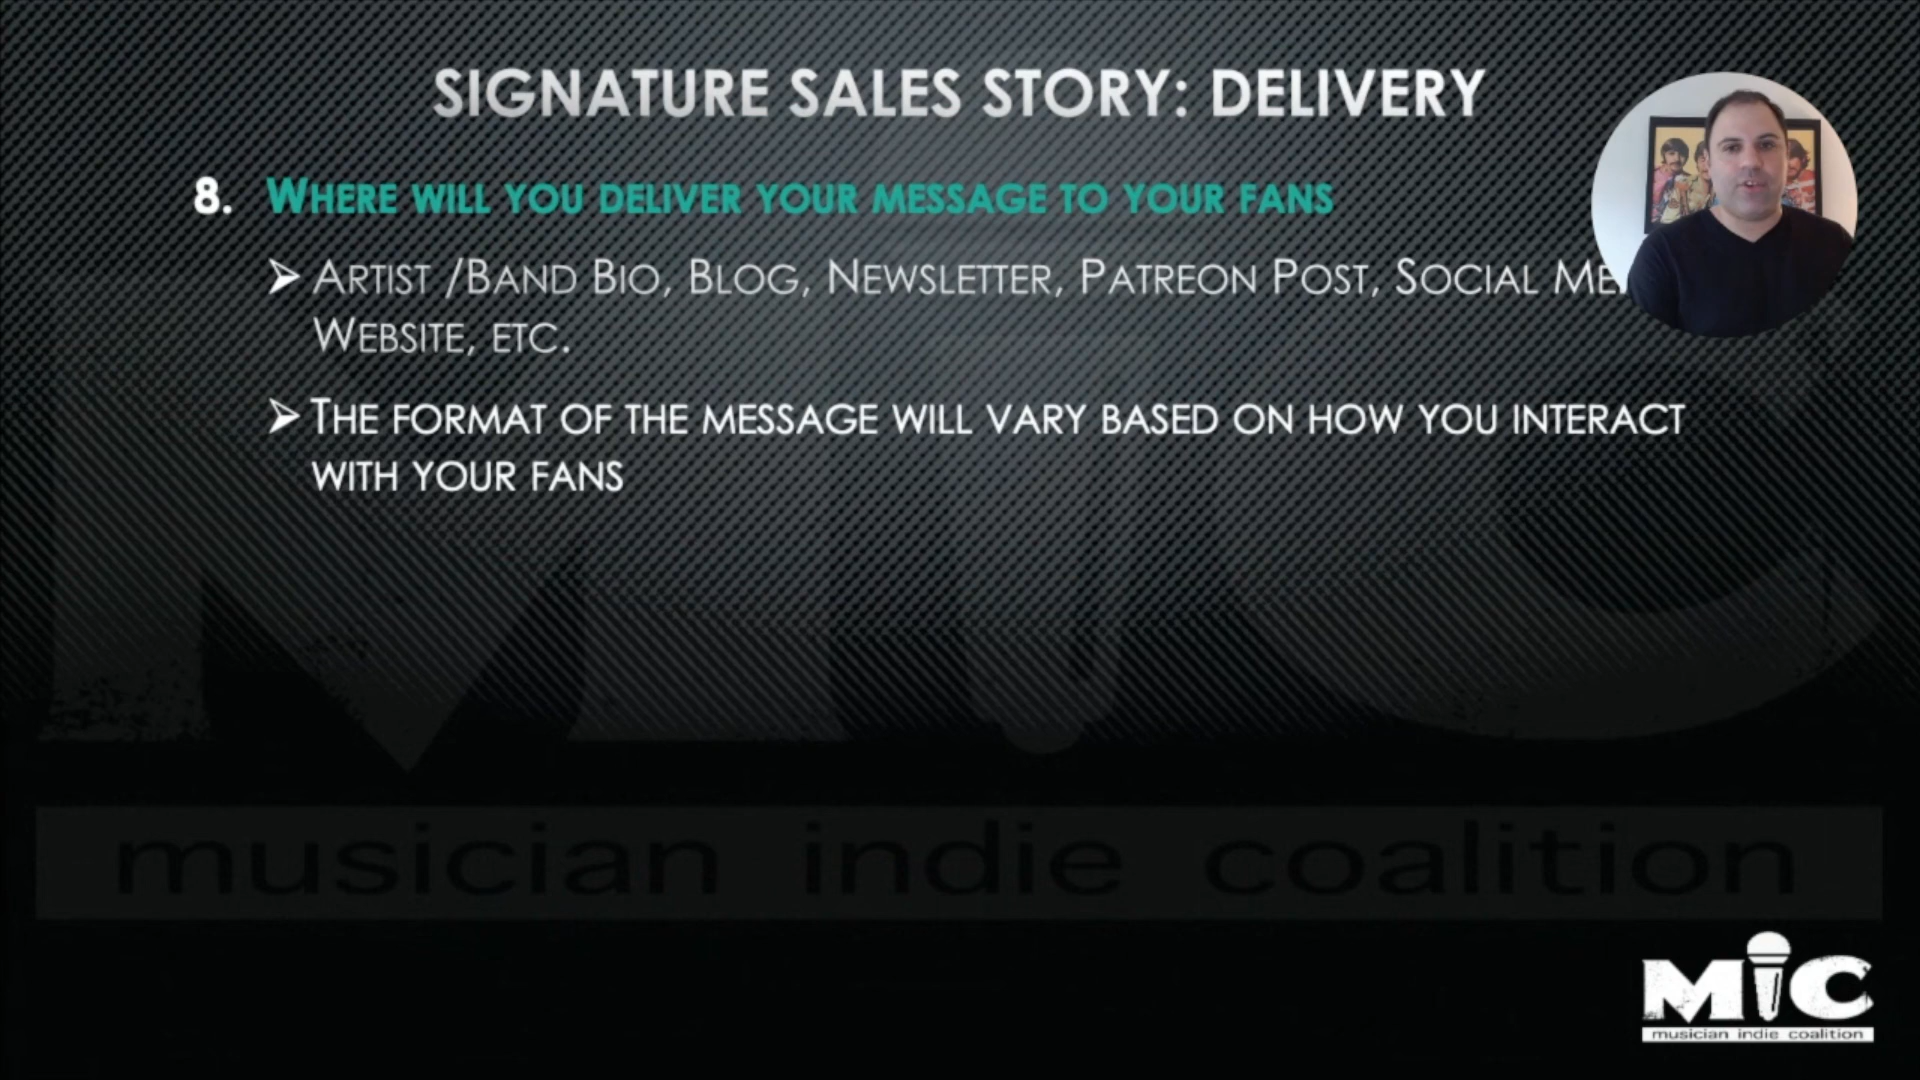 SIGNATURE SALES STORY: DELIVERY
8. WHERE WILL YOU DELIVER YOUR MESSAGE TO YOUR FANS
➢ ARTIST /BAND BIO, BLOG, NEWSLETTER, PATREON POST, SOCIAL
WEBSITE, ETC.
➢ THE FORMAT OF THE MESSAGE WILL VARY BASED ON HOW YOU INTERACT
WITH YOUR FANS
musician indie coalition
MiC
musician indie coalition